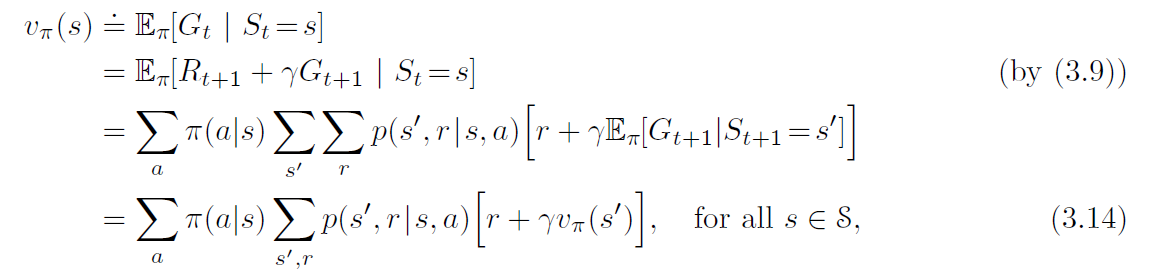 v_π(s) ≐ 𝔼_π[G_t | S_t = s]
= 𝔼_π[R_{t+1} + γG_{t+1} | S_t = s] (by (3.9))
= ∑_a π(a|s) ∑_{s′} ∑_r p(s′, r | s, a) [r + γ𝔼_π[G_{t+1}|S_{t+1} = s′]]
= ∑_a π(a|s) ∑_{s′,r} p(s′, r | s, a) [r + γv_π(s′)], for all s ∈ 𝒮, (3.14)